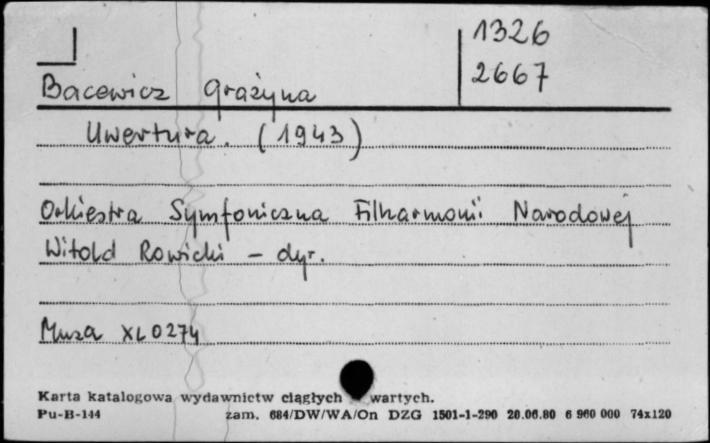 1326
2667
Bacewicz Grażyna
Uwertura. (1943)
Orkiestra Symfoniczna Filharmonii Narodowej
Witold Rowicki – dyr.
Muza XL 0274
Karta katalogowa wydawnictw ciągłych wartych.
Pu-B-144 zam. 684/DW/WA/On DZG 1501-1-290 20.06.80 6 960 000 74x120